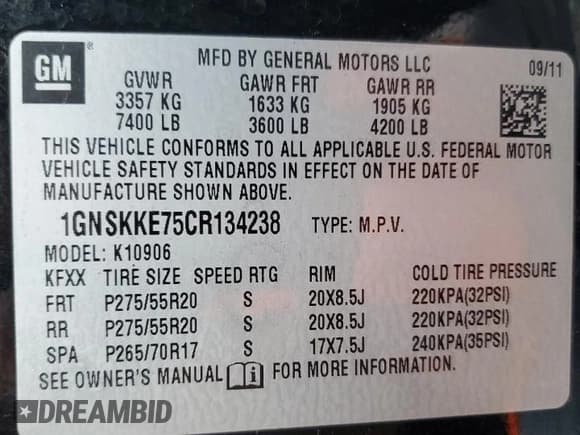 GM
MFD BY GENERAL MOTORS LLC 09/11
GVWR GAWR FRT GAWR RR
3357 KG 1633 KG 1905 KG
7400 LB 3600 LB 4200 LB
THIS VEHICLE CONFORMS TO ALL APPLICABLE U.S. FEDERAL MOTOR
VEHICLE SAFETY STANDARDS IN EFFECT ON THE DATE OF
MANUFACTURE SHOWN ABOVE.
1GNSKKE75CR134238 TYPE: M.P.V.
MODEL: K10906
KFXX TIRE SIZE SPEED RTG RIM COLD TIRE PRESSURE
FRT P275/55R20 S 20X8.5J 220KPA(32PSI)
RR P275/55R20 S 20X8.5J 220KPA(32PSI)
SPA P265/70R17 S 17X7.5J 240KPA(35PSI)
SEE OWNER'S MANUAL i FOR MORE INFORMATION.
DREAMBID